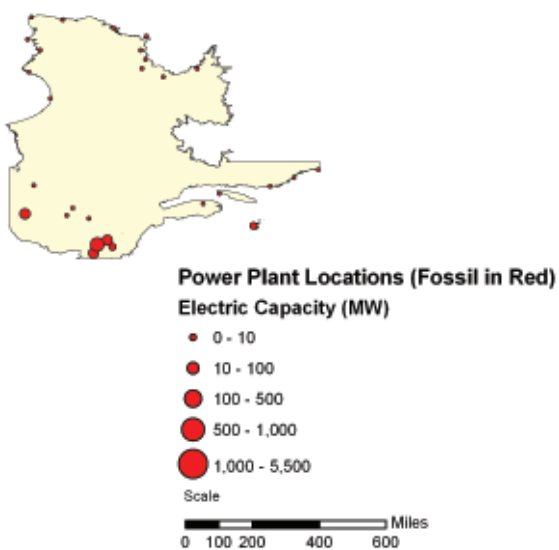 Power Plant Locations (Fossil in Red)
Electric Capacity (MW)
0 - 10
10 - 100
100 - 500
500 - 1,000
1,000 - 5,500
Scale
Miles
0 100 200 400 600